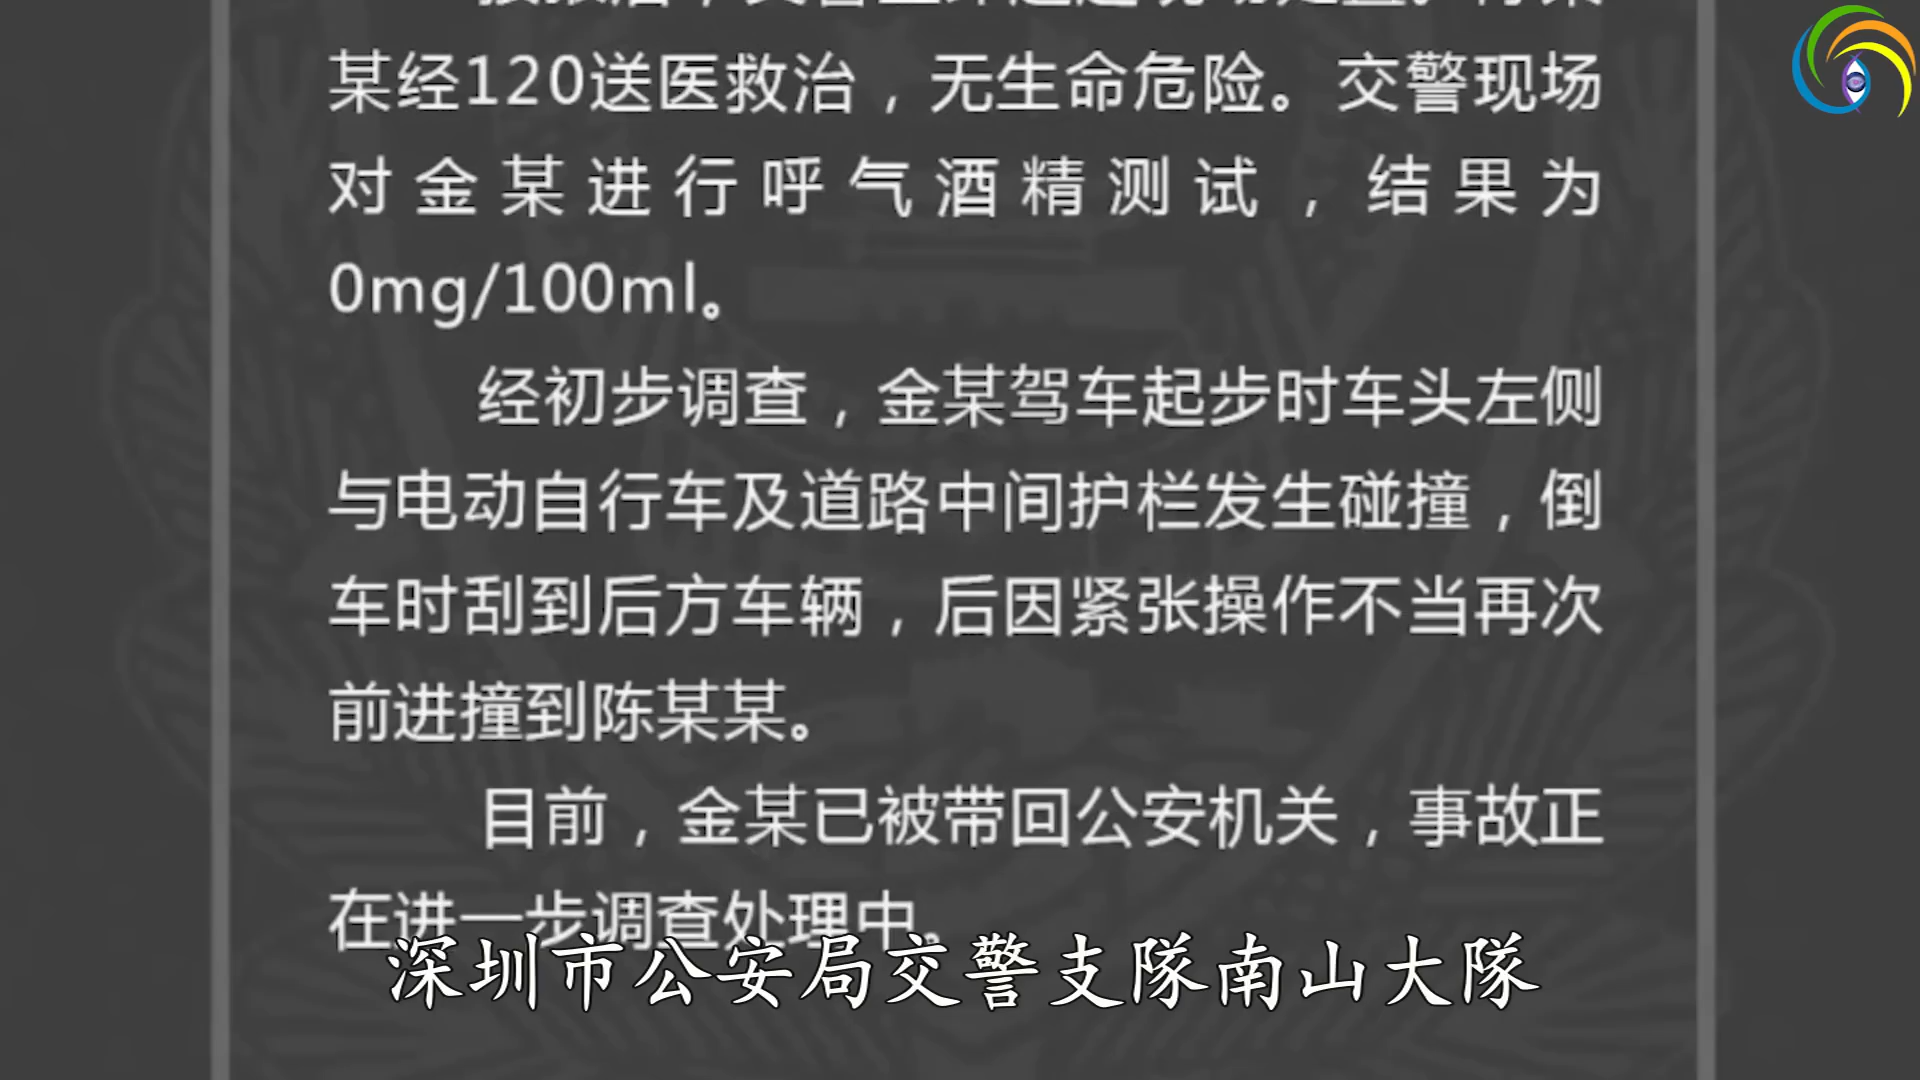 某经120送医救治，无生命危险。交警现场
对金某进行呼气酒精测试，结果为
0mg/100ml。
经初步调查，金某驾车起步时车头左侧
与电动自行车及道路中间护栏发生碰撞，倒
车时刮到后方车辆，后因紧张操作不当再次
前进撞到陈某某。
目前，金某已被带回公安机关，事故正
在进一步调查处理中。
深圳市公安局交警支隊南山大隊